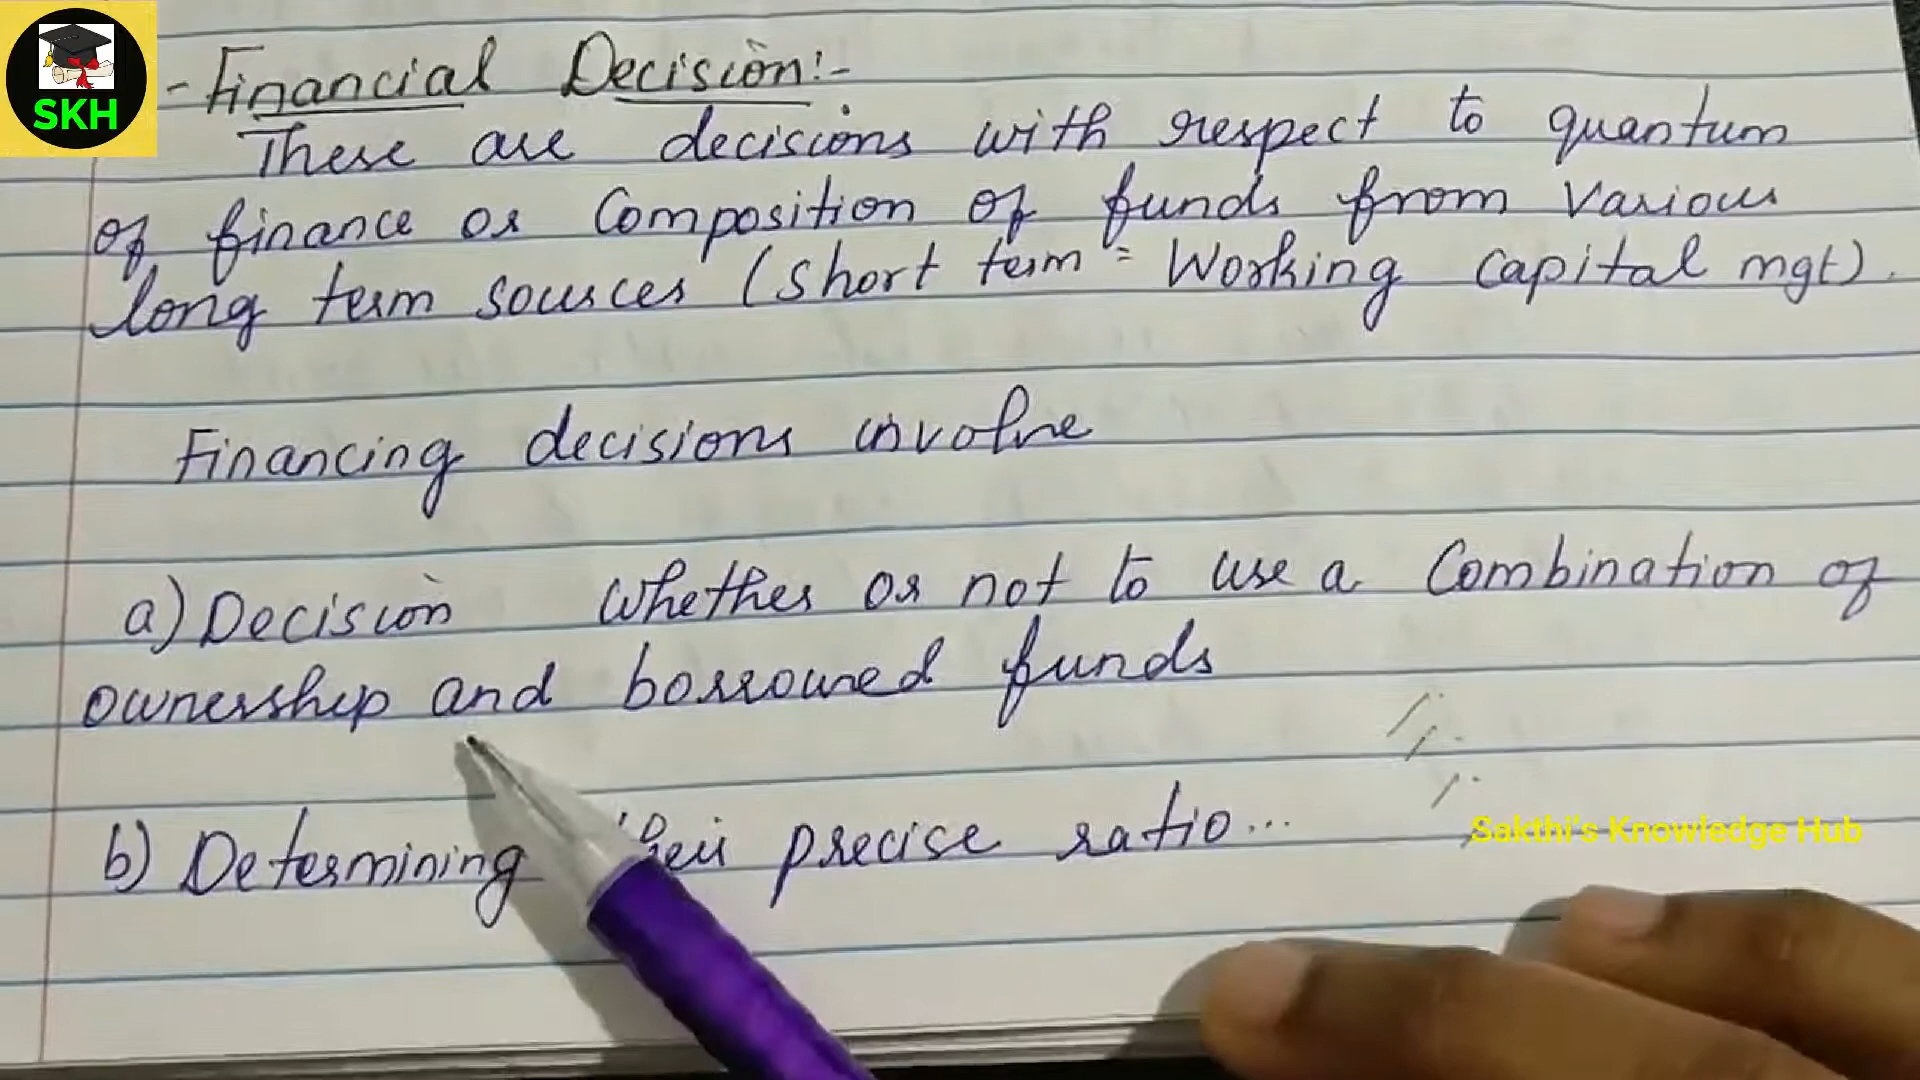 SKH
- Financial Decision:-
These are decisions with respect to quantum
of finance or Composition of funds from various
long term sources (short term = Working capital mgt).
Financing decisions involve
a) Decision whether or not to use a Combination of
ownership and borrowed funds
b) Determining their precise ratio...
Sakthi's Knowledge Hub